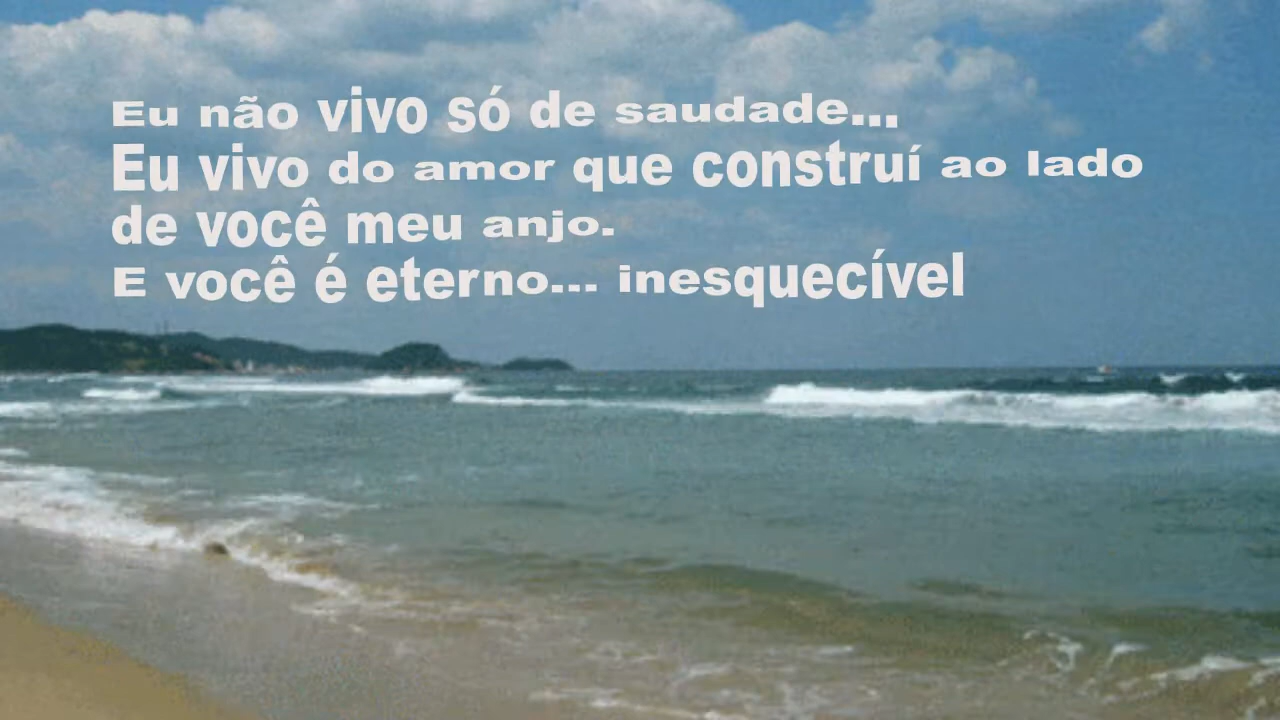 Eu não vivo só de saudade...
Eu vivo do amor que construí ao lado
de você meu anjo.
E você é eterno... inesquecível